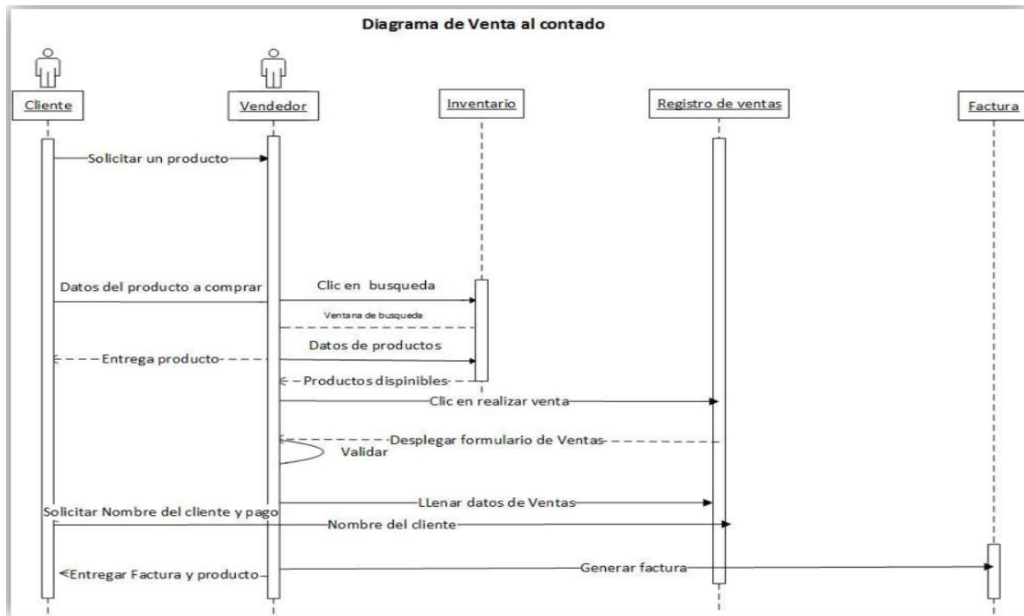 Diagrama de Venta al contado
Cliente
Vendedor
Inventario
Registro de ventas
Factura
Solicitar un producto
Datos del producto a comprar
Clic en busqueda
Ventana de busqueda
Datos de productos
Entrega producto
Productos dispinibles
Clic en realizar venta
Desplegar formulario de Ventas
Validar
LLenar datos de Ventas
Solicitar Nombre del cliente y pago
Nombre del cliente
Generar factura
Entregar Factura y producto